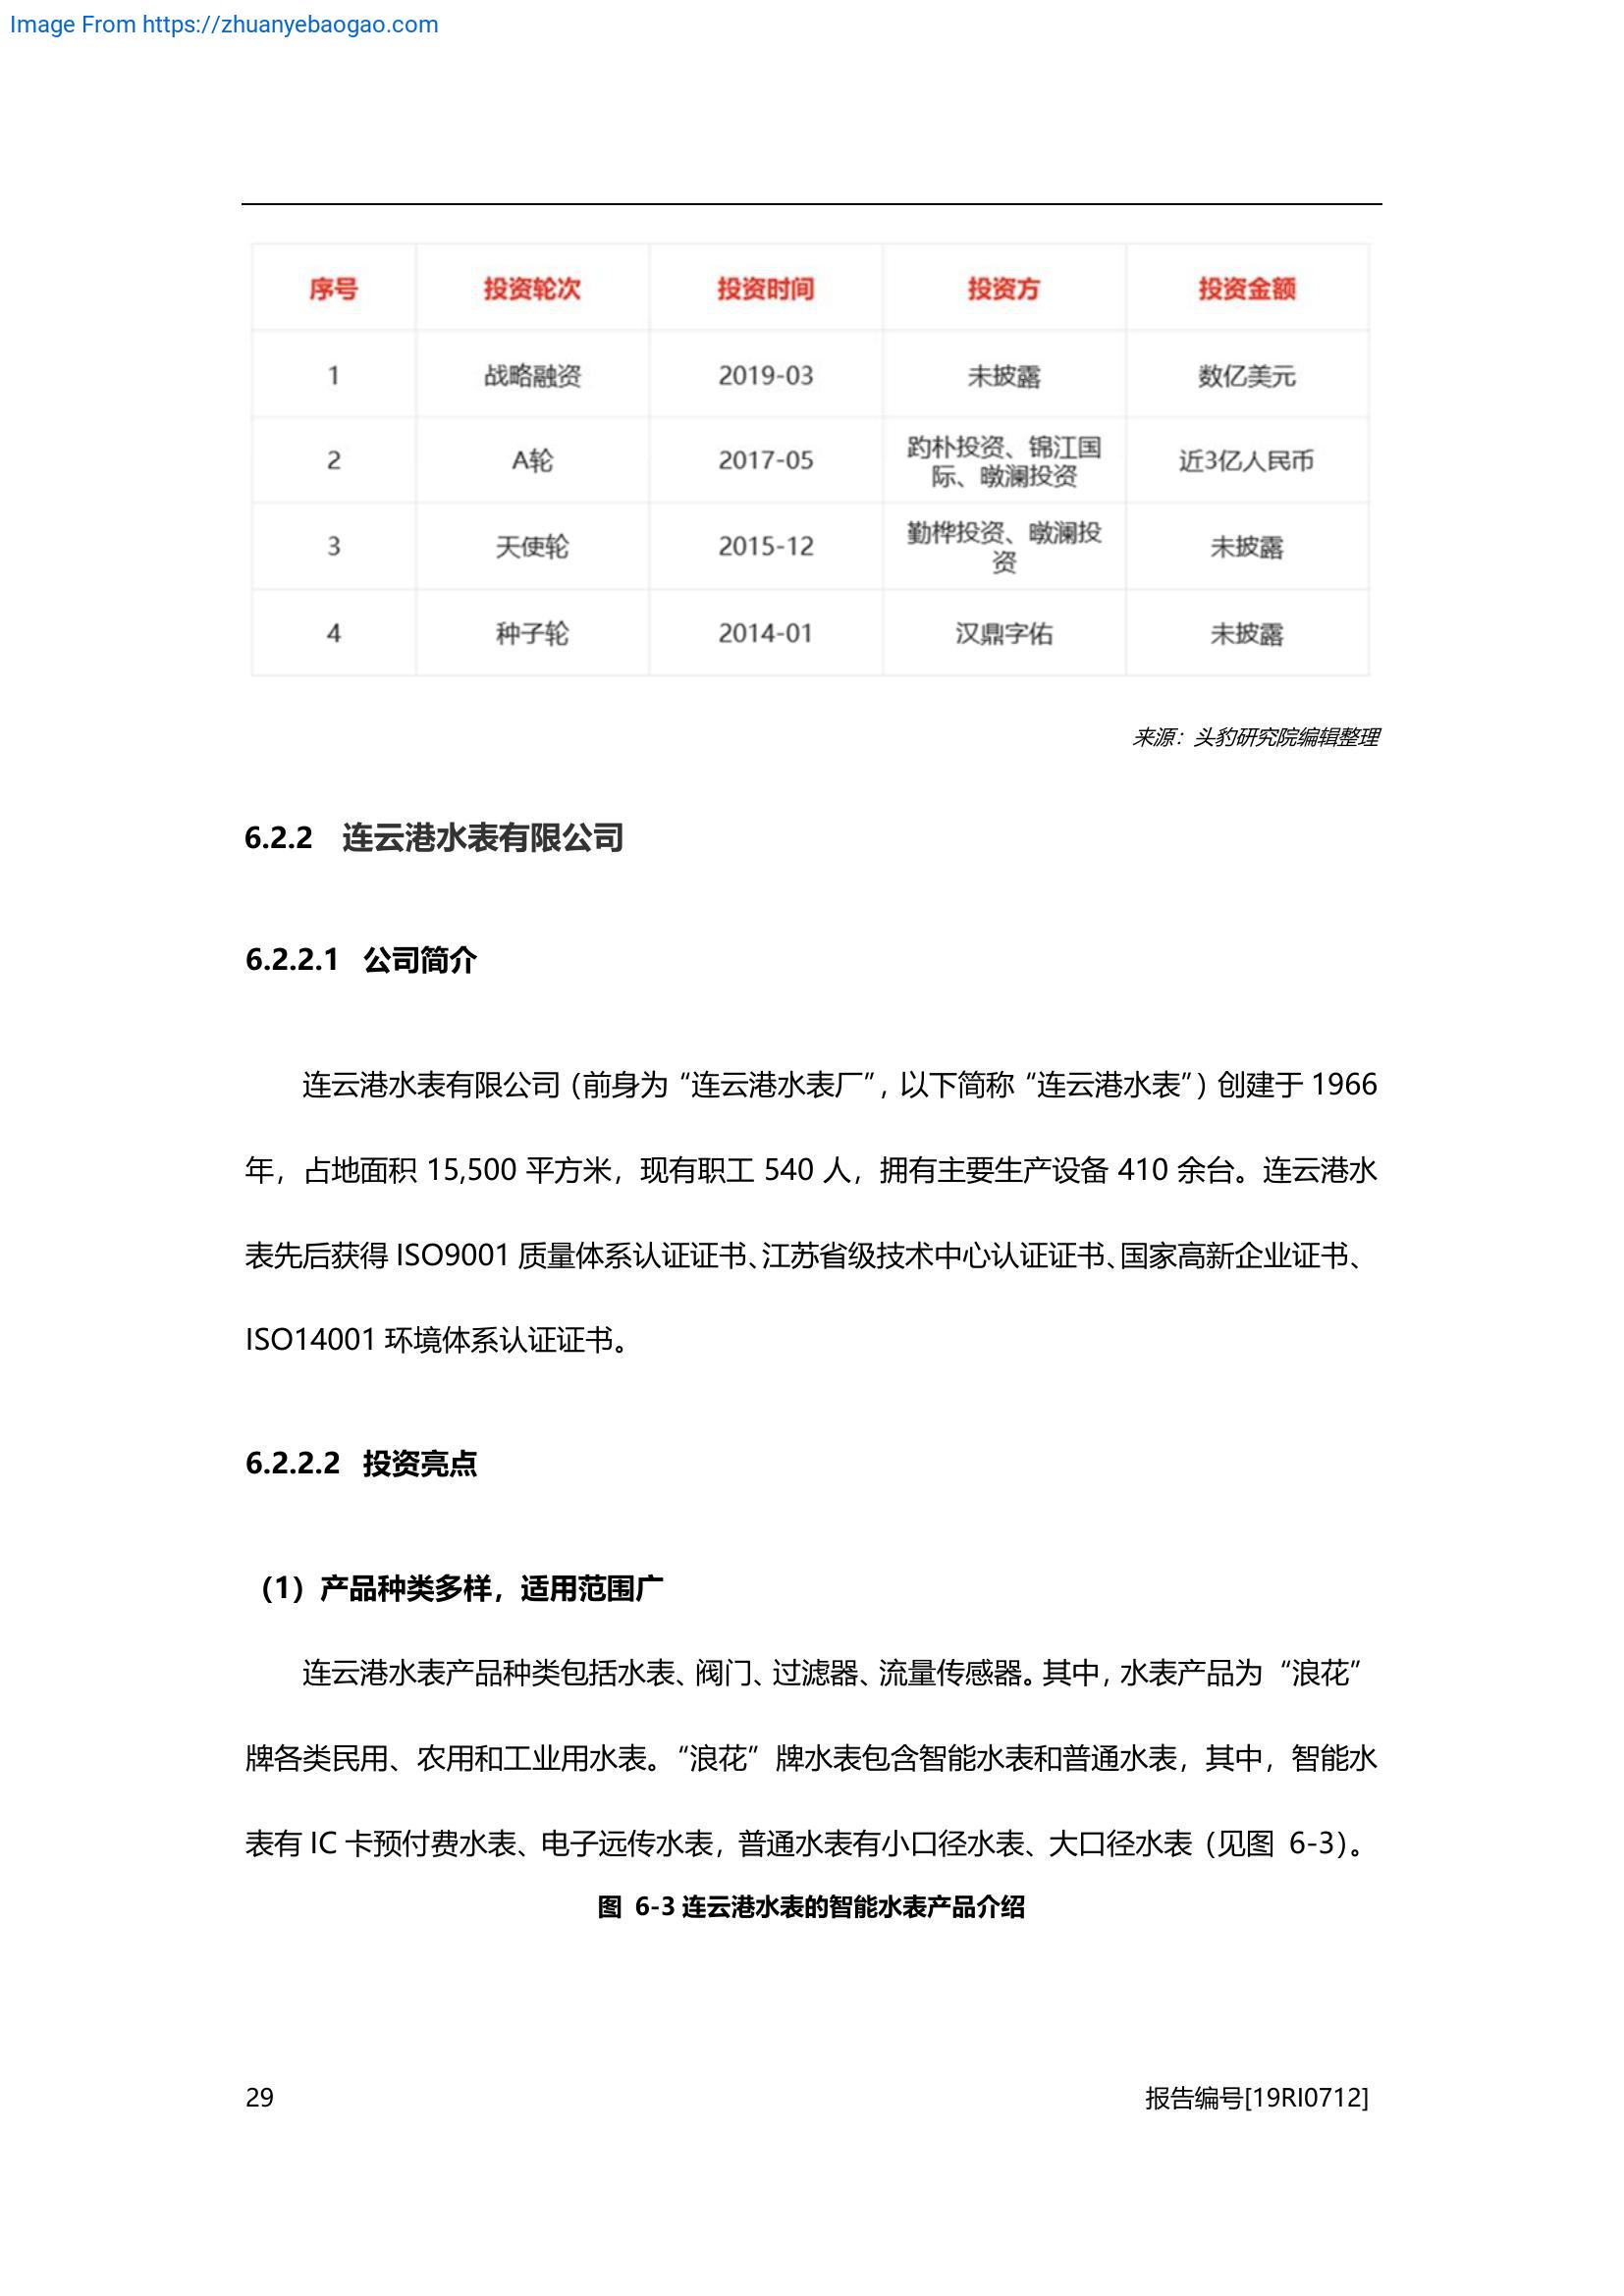 Image From https://zhuanyebaogao.com
序号 投资轮次 投资时间 投资方 投资金额
1 战略融资 2019-03 未披露 数亿美元
2 A轮 2017-05 趵朴投资、锦江国际、暾澜投资 近3亿人民币
3 天使轮 2015-12 勤桦投资、暾澜投资 未披露
4 种子轮 2014-01 汉鼎字佑 未披露
来源：头豹研究院编辑整理
6.2.2 连云港水表有限公司
6.2.2.1 公司简介
连云港水表有限公司（前身为“连云港水表厂”，以下简称“连云港水表”）创建于 1966
年，占地面积 15,500 平方米，现有职工 540 人，拥有主要生产设备 410 余台。连云港水
表先后获得 ISO9001 质量体系认证证书、江苏省级技术中心认证证书、国家高新企业证书、
ISO14001 环境体系认证证书。
6.2.2.2 投资亮点
（1）产品种类多样，适用范围广
连云港水表产品种类包括水表、阀门、过滤器、流量传感器。其中，水表产品为“浪花”
牌各类民用、农用和工业用水表。“浪花”牌水表包含智能水表和普通水表，其中，智能水
表有 IC 卡预付费水表、电子远传水表，普通水表有小口径水表、大口径水表（见图 6-3）。
图 6-3 连云港水表的智能水表产品介绍
29 报告编号[19RI0712]